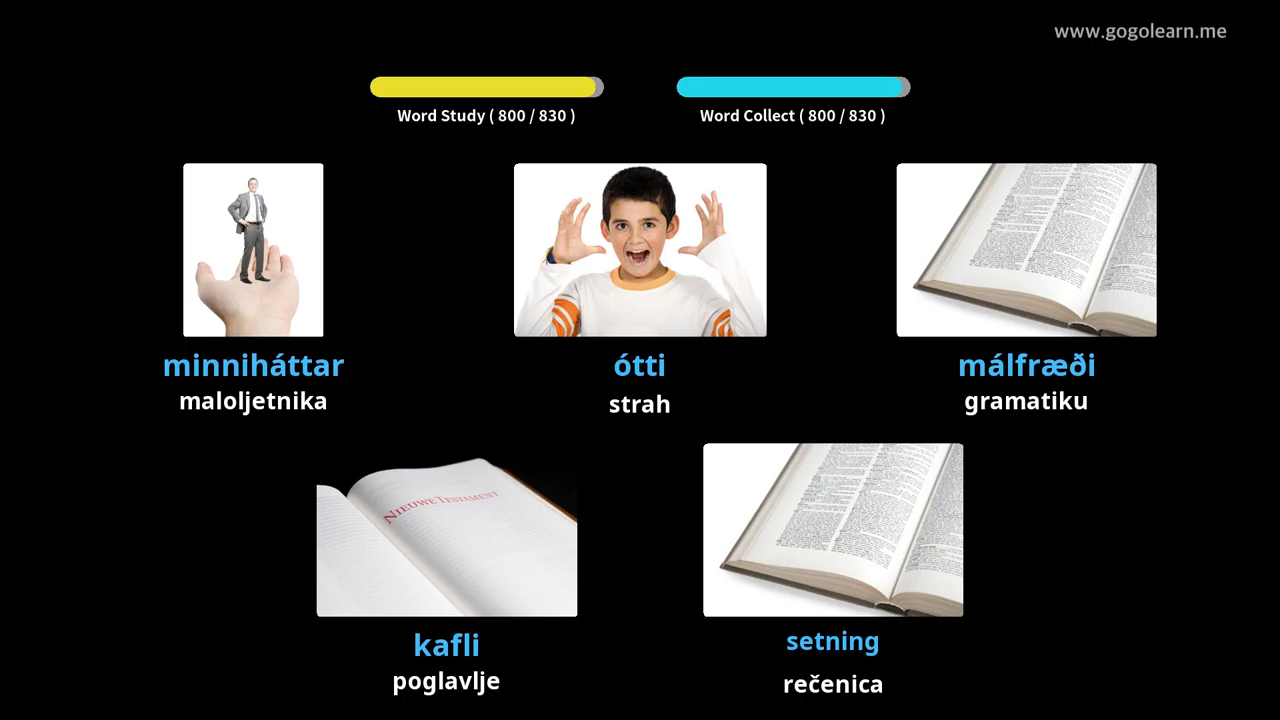 www.gogolearn.me
Word Study ( 800 / 830 )
Word Collect ( 800 / 830 )
minniháttar
maloljetnika
ótti
strah
málfræði
gramatiku
NIEUWE TESTAMENT
kafli
poglavlje
setning
rečenica